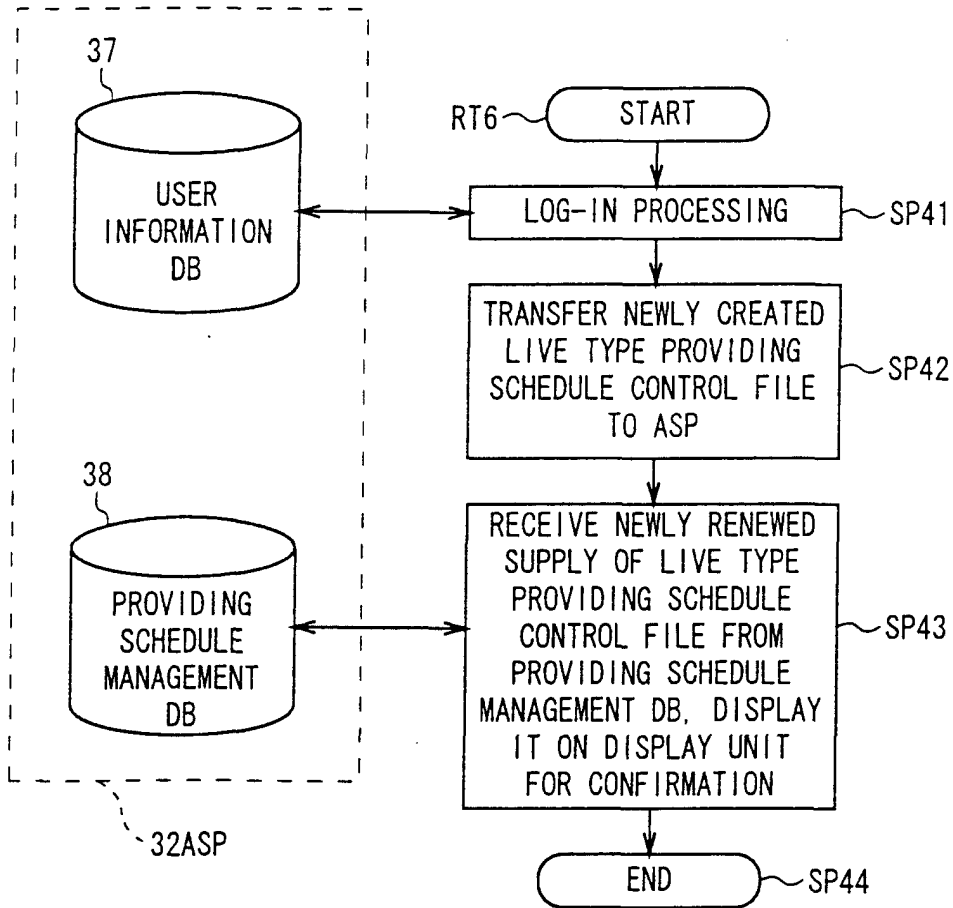 37
USER
INFORMATION
DB
38
PROVIDING
SCHEDULE
MANAGEMENT
DB
32ASP
RT6
START
LOG-IN PROCESSING
SP41
TRANSFER NEWLY CREATED
LIVE TYPE PROVIDING
SCHEDULE CONTROL FILE
TO ASP
SP42
RECEIVE NEWLY RENEWED
SUPPLY OF LIVE TYPE
PROVIDING SCHEDULE
CONTROL FILE FROM
PROVIDING SCHEDULE
MANAGEMENT DB, DISPLAY
IT ON DISPLAY UNIT
FOR CONFIRMATION
SP43
END
SP44